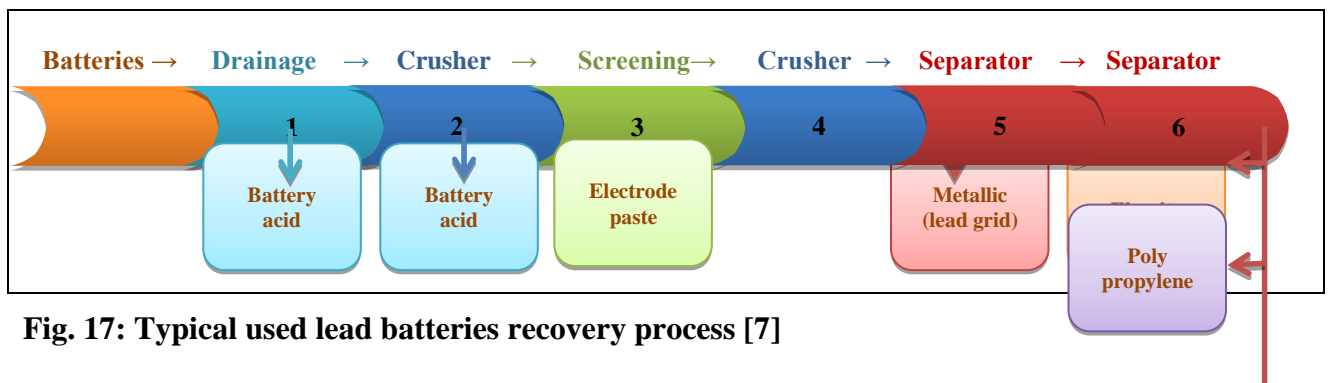 Batteries → Drainage → Crusher → Screening→ Crusher → Separator → Separator
1 2 3 4 5 6
Battery
acid
Battery
acid
Electrode
paste
Metallic
(lead grid)
Poly
propylene
Fig. 17: Typical used lead batteries recovery process [7]